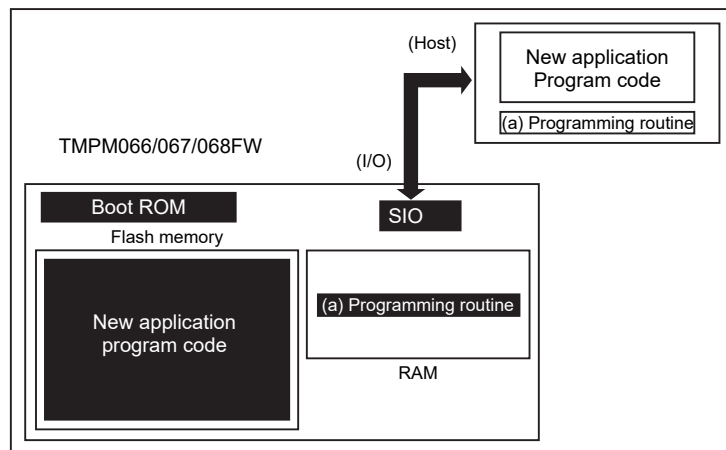 (Host)
New application
Program code
(a) Programming routine
TMPM066/067/068FW
(I/O)
Boot ROM
SIO
Flash memory
New application
program code
(a) Programming routine
RAM